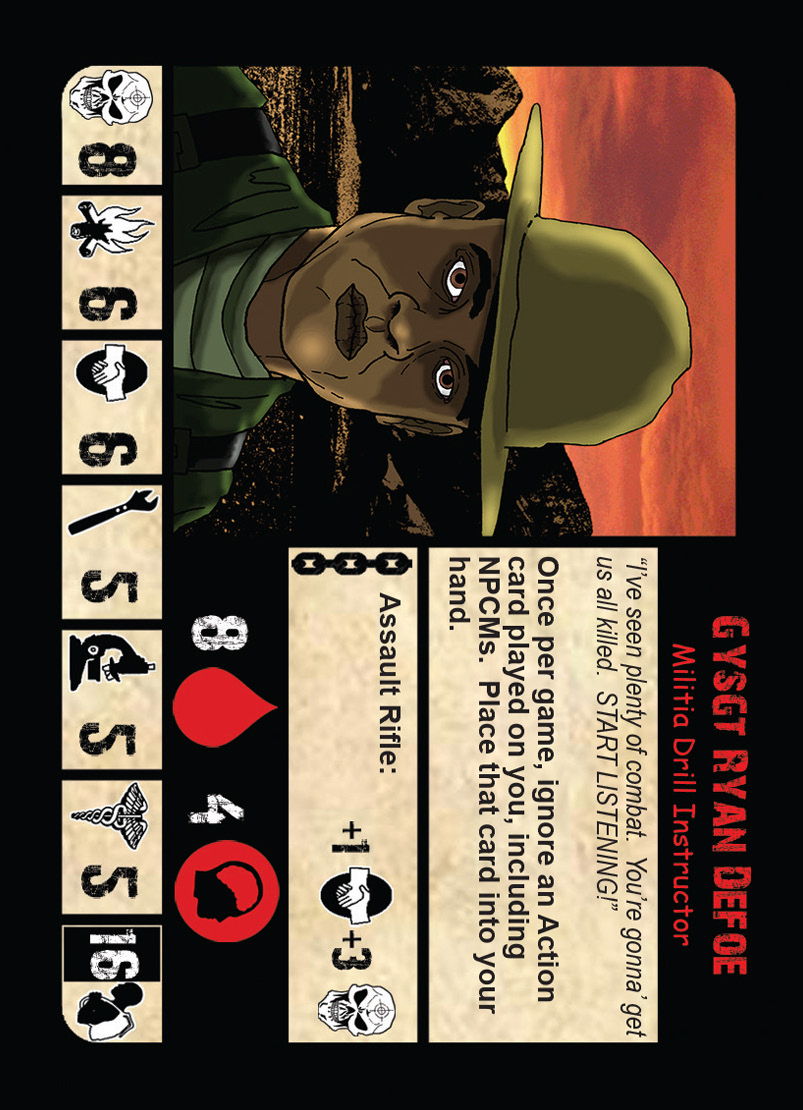 GYSGT RYAN DEFOE
Militia Drill Instructor
“I’ve seen plenty of combat. You’re gonna’ get
us all killed. START LISTENING!”
Once per game, ignore an Action
card played on you, including
NPCMs. Place that card into your
hand.
Assault Rifle:
+1 +3
8 4
8 6 6 5 5 5 16